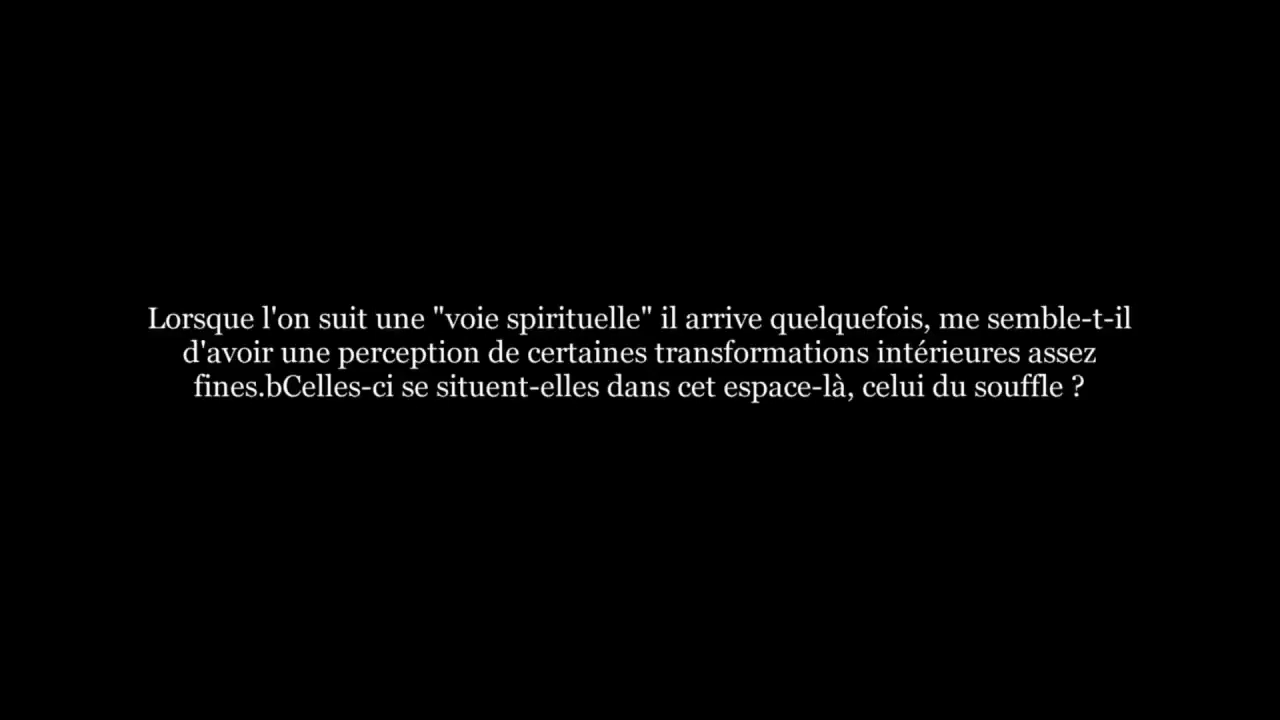 Lorsque l'on suit une "voie spirituelle" il arrive quelquefois, me semble-t-il
d'avoir une perception de certaines transformations intérieures assez
fines.bCelles-ci se situent-elles dans cet espace-là, celui du souffle ?